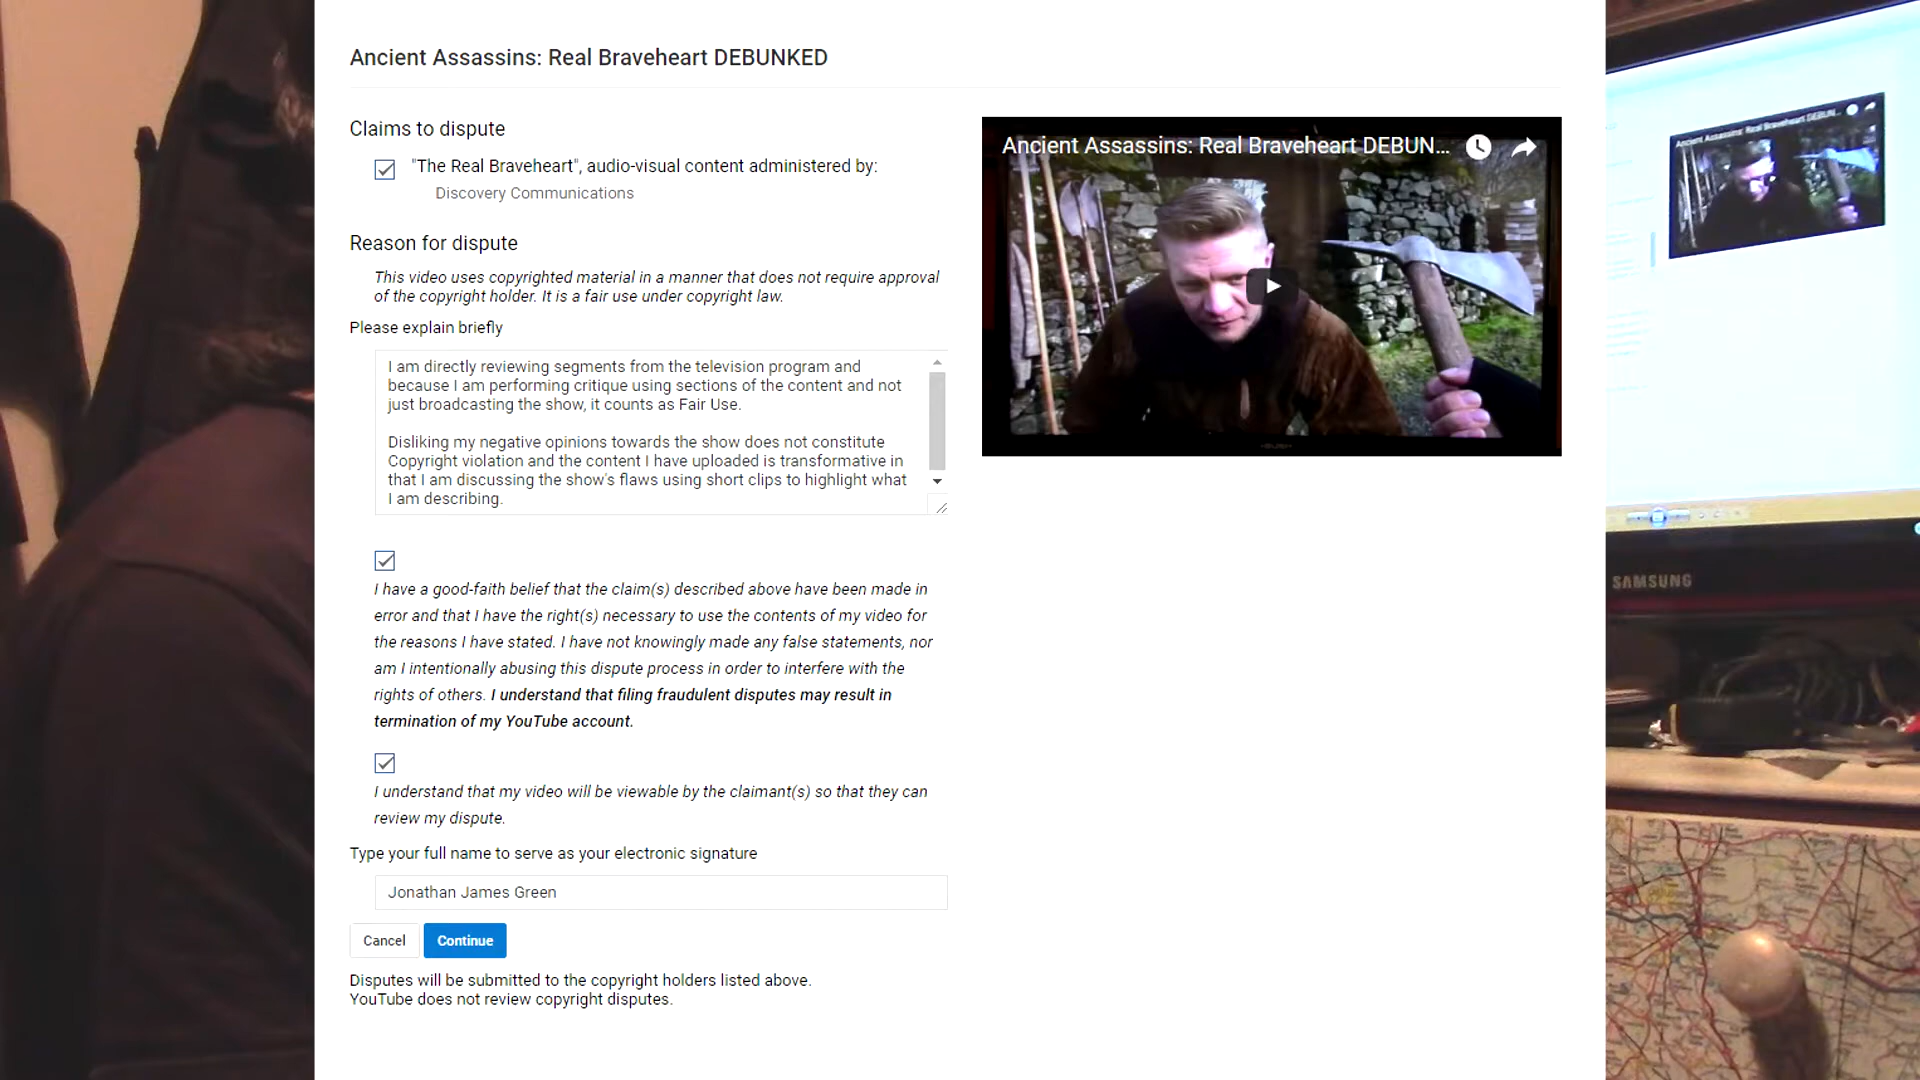 Ancient Assassins: Real Braveheart DEBUNKED
Claims to dispute
"The Real Braveheart", audio-visual content administered by:
Discovery Communications
Reason for dispute
This video uses copyrighted material in a manner that does not require approval
of the copyright holder. It is a fair use under copyright law.
Please explain briefly
I am directly reviewing segments from the television program and
because I am performing critique using sections of the content and not
just broadcasting the show, it counts as Fair Use.
Disliking my negative opinions towards the show does not constitute
Copyright violation and the content I have uploaded is transformative in
that I am discussing the show's flaws using short clips to highlight what
I am describing.
I have a good-faith belief that the claim(s) described above have been made in
error and that I have the right(s) necessary to use the contents of my video for
the reasons I have stated. I have not knowingly made any false statements, nor
am I intentionally abusing this dispute process in order to interfere with the
rights of others. I understand that filing fraudulent disputes may result in
termination of my YouTube account.
I understand that my video will be viewable by the claimant(s) so that they can
review my dispute.
Type your full name to serve as your electronic signature
Jonathan James Green
Cancel Continue
Disputes will be submitted to the copyright holders listed above.
YouTube does not review copyright disputes.
Ancient Assassins: Real Braveheart DEBUN...
Ancient Assassins: Real Braveheart DEBUN...
SAMSUNG